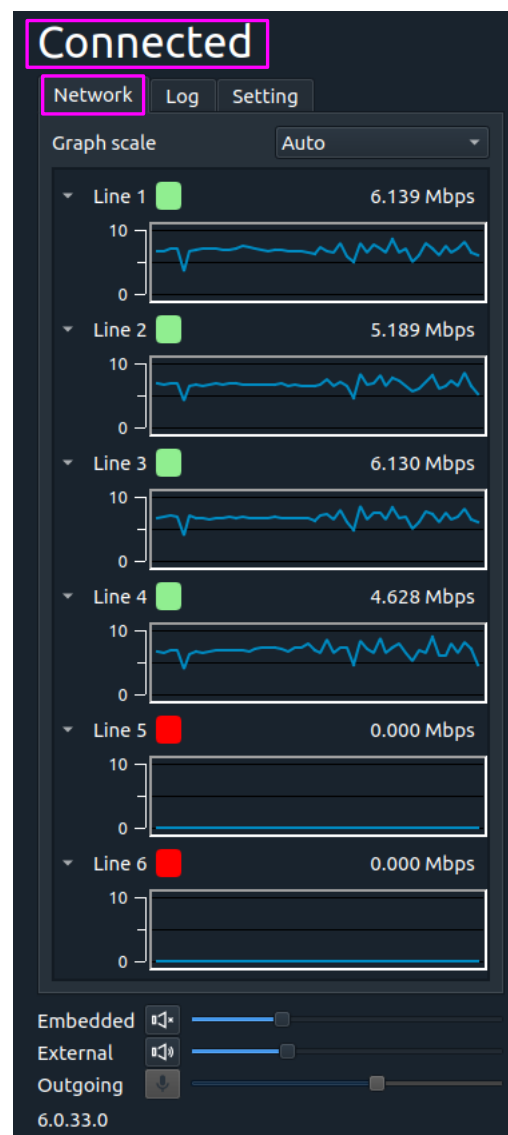 Connected
Network Log Setting
Graph scale Auto
Line 1 6.139 Mbps
10
0
Line 2 5.189 Mbps
10
0
Line 3 6.130 Mbps
10
0
Line 4 4.628 Mbps
10
0
Line 5 0.000 Mbps
10
0
Line 6 0.000 Mbps
10
0
Embedded
External
Outgoing
6.0.33.0